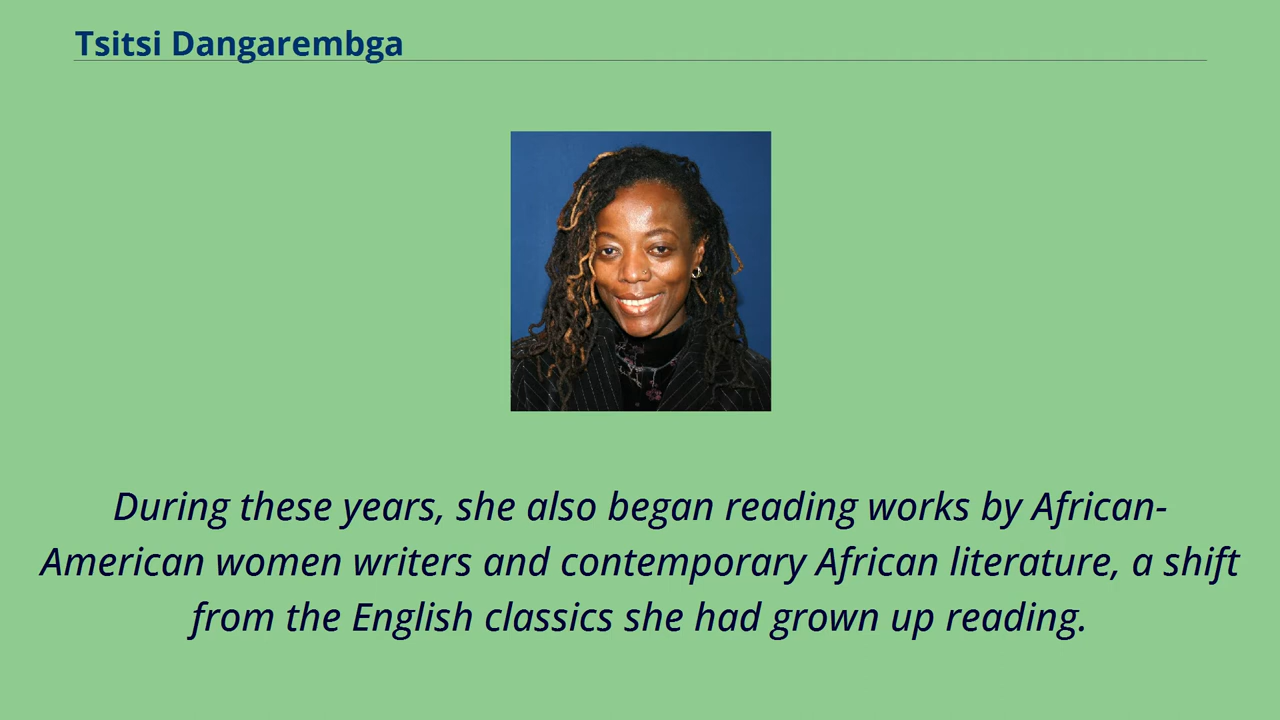 Tsitsi Dangarembga
During these years, she also began reading works by African-
American women writers and contemporary African literature, a shift
from the English classics she had grown up reading.